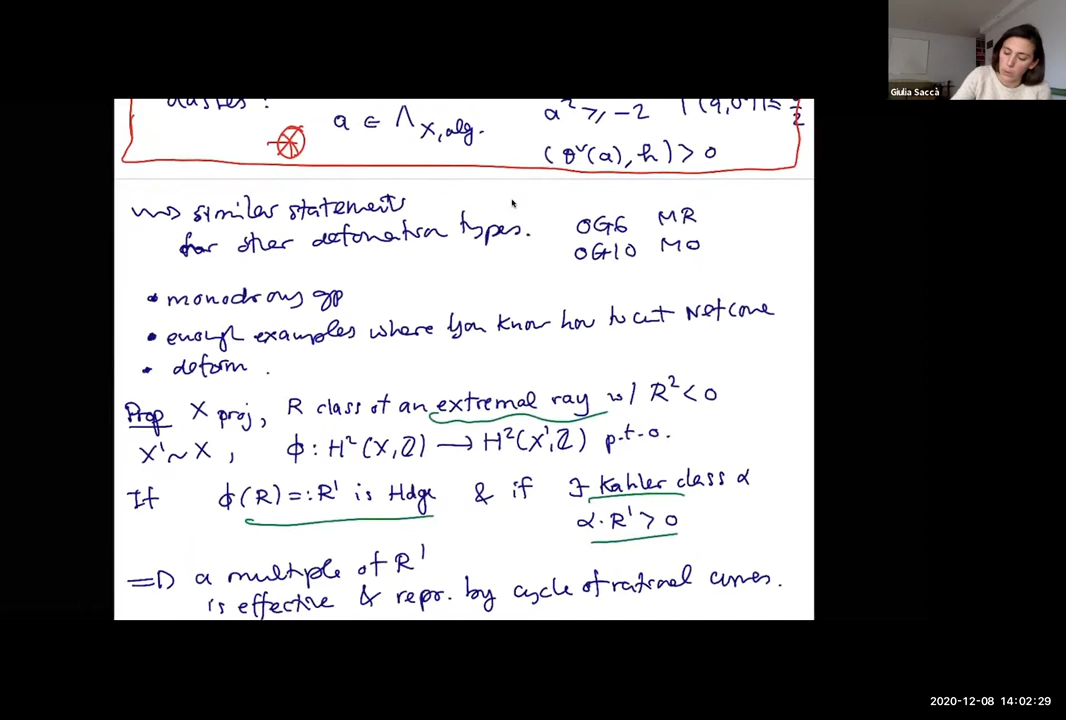 Giulia Saccà
classes :
a ∈ Λ_{X, alg.} a² ≥ -2
(θ^v(a), h) > 0
⇝ similar statements
for other deformation types.
OG6 MR
OG10 MO
• monodromy gp
• enough examples where you know how to cut Nef cone
• deform .
Prop X proj, R class of an extremal ray w/ R² < 0
X' ~ X , φ : H²(X, Z) → H²(X', Z) p.t.o.
If φ(R) =: R' is Hdge & if ∃ Kahler class α
α · R' > 0
⇒ a multiple of R'
is effective & repr. by cycle of rational curves.
2020-12-08 14:02:29